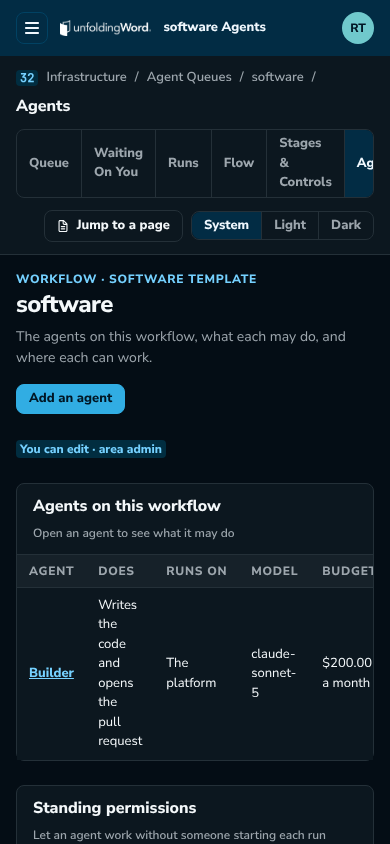 unfoldingWord.
software Agents
RT
32 Infrastructure / Agent Queues / software /
Agents
Queue
Waiting On You
Runs
Flow
Stages & Controls
Ag
Jump to a page
System
Light
Dark
WORKFLOW · SOFTWARE TEMPLATE
software
The agents on this workflow, what each may do, and
where each can work.
Add an agent
You can edit · area admin
Agents on this workflow
Open an agent to see what it may do
AGENT DOES RUNS ON MODEL BUDGET
Builder
Writes
the
code
and
opens
the
pull
request
The
platform
claude-
sonnet-
5
$200.00
a month
Standing permissions
Let an agent work without someone starting each run